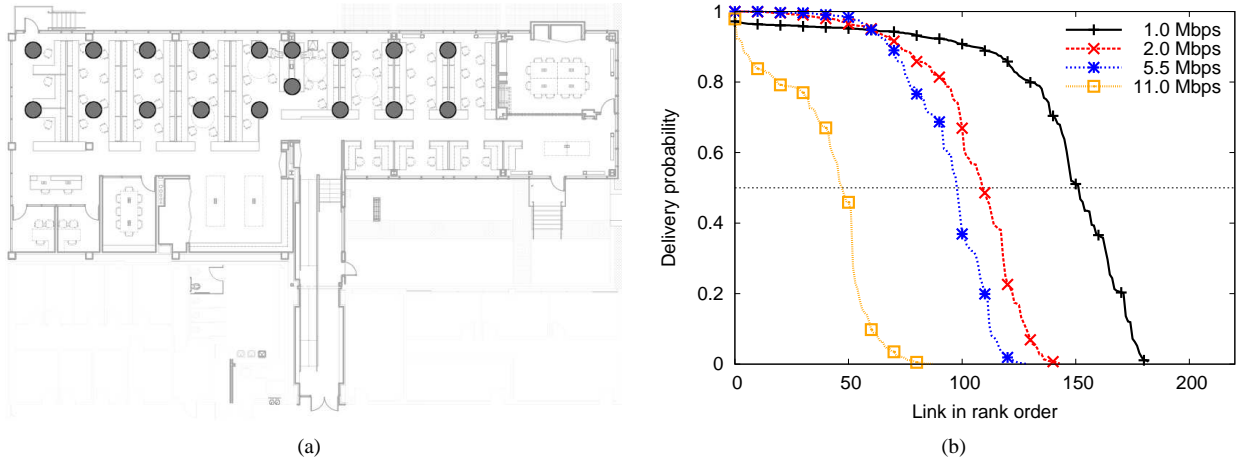 1
0.8
0.6
0.4
0.2
0
Delivery probability
0
50
100
150
200
Link in rank order
1.0 Mbps
2.0 Mbps
5.5 Mbps
11.0 Mbps
(a)
(b)